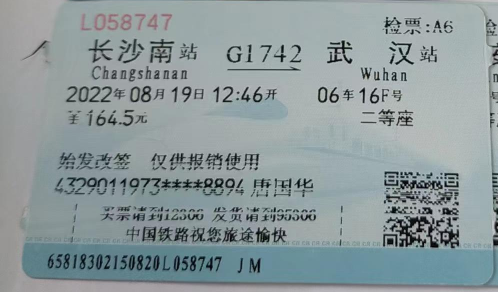 L058747 检票:A6
长沙南站 G1742 武汉站
Changshanan Wuhan
2022年08月19日 12:46开 06车16F号
￥164.5元 二等座
始发改签 仅供报销使用
4329011973****8894 唐国华
买票请到12306 发货请到95306
中国铁路祝您旅途愉快
65818302150820L058747 JM